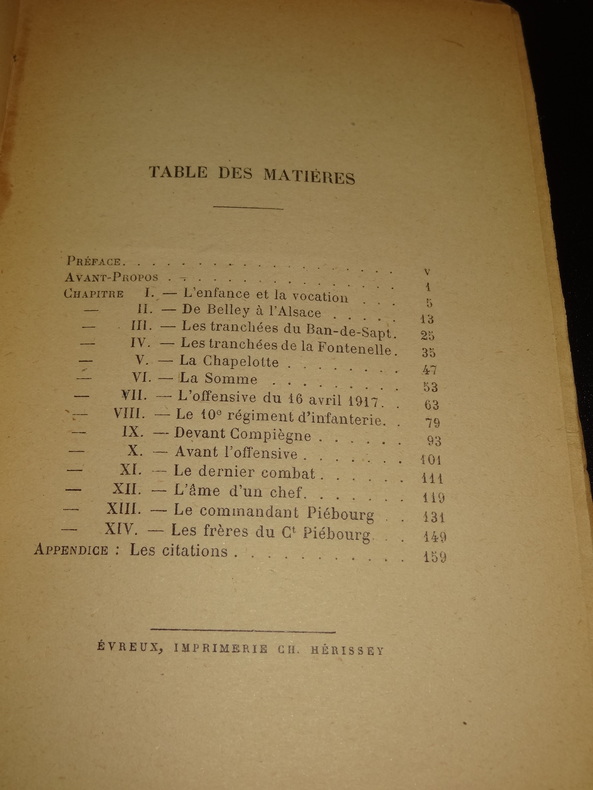 TABLE DES MATIÈRES
PRÉFACE. . . . . . . . . . . . . . . . . V
AVANT-PROPOS . . . . . . . . . . . . . . 1
CHAPITRE I. — L'enfance et la vocation . . . 5
— II. — De Belley à l'Alsace . . . . . 13
— III. — Les tranchées du Ban-de-Sapt. 25
— IV. — Les tranchées de la Fontenelle. 35
— V. — La Chapelotte . . . . . . . 47
— VI. — La Somme . . . . . . . . 53
— VII. — L'offensive du 16 avril 1917. . 63
— VIII. — Le 10e régiment d'infanterie. . 79
— IX. — Devant Compiègne . . . . . 93
— X. — Avant l'offensive . . . . . . 101
— XI. — Le dernier combat . . . . . 111
— XII. — L'âme d'un chef. . . . . . . 119
— XIII. — Le commandant Piébourg . . 131
— XIV. — Les frères du Ct Piébourg. . . 149
APPENDICE : Les citations . . . . . . . . . . 159
ÉVREUX, IMPRIMERIE CH. HÉRISSEY